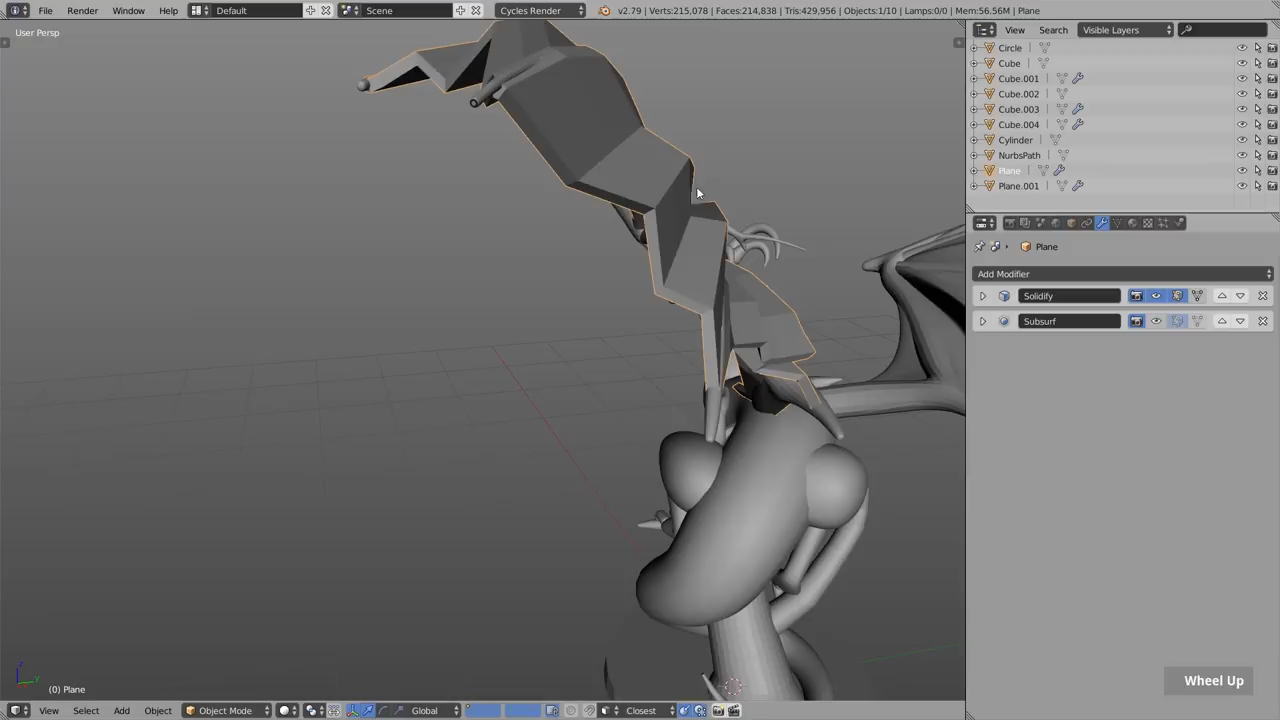 File Render Window Help Default Scene Cycles Render v2.79 | Verts:215,078 | Faces:214,838 | Tris:429,956 | Objects:1/10 | Lamps:0/0 | Mem:56.56M | Plane
User Persp
View Search Visible Layers
Circle
Cube
Cube.001
Cube.002
Cube.003
Cube.004
Cylinder
NurbsPath
Plane
Plane.001
Plane
Add Modifier
Solidify
Subsurf
Wheel Up
z
y
(0) Plane
View Select Add Object Object Mode Global Closest